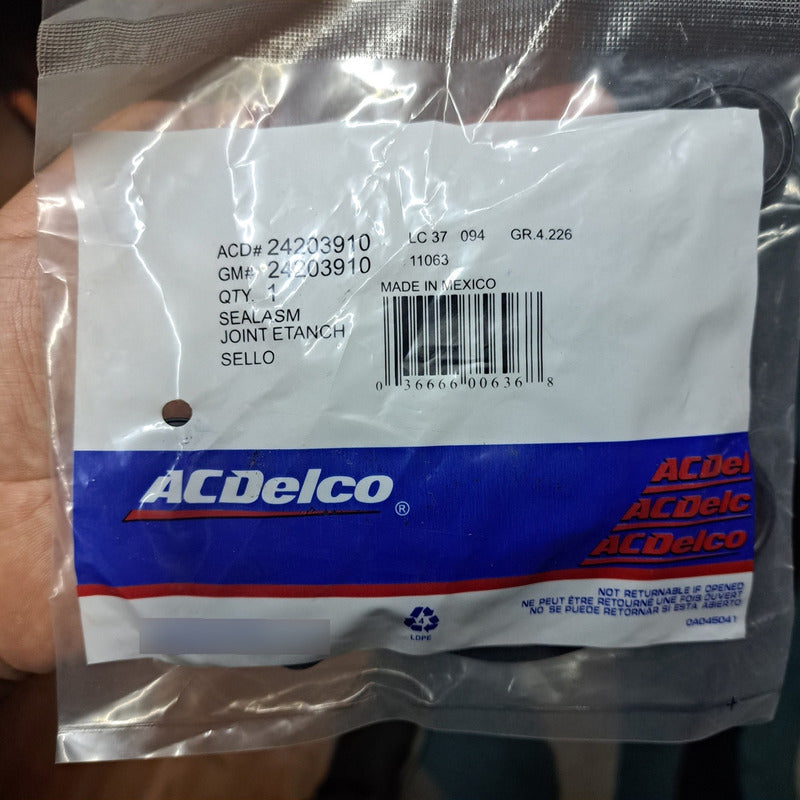 ACD# 24203910
GM# 24203910
QTY. 1
SEALASM
JOINT ETANCH
SELLO
LC 37 094 GR.4.226
11063
MADE IN MEXICO
0 36666 00636 8
ACDelco ®
ACDel
ACDelc
ACDelco
NOT RETURNABLE IF OPENED
NE PEUT ÊTRE RETOURNÉ UNE FOIS OUVERT
NO SE PUEDE RETORNAR SI ESTA ABIERTO
0A045041
4
LDPE